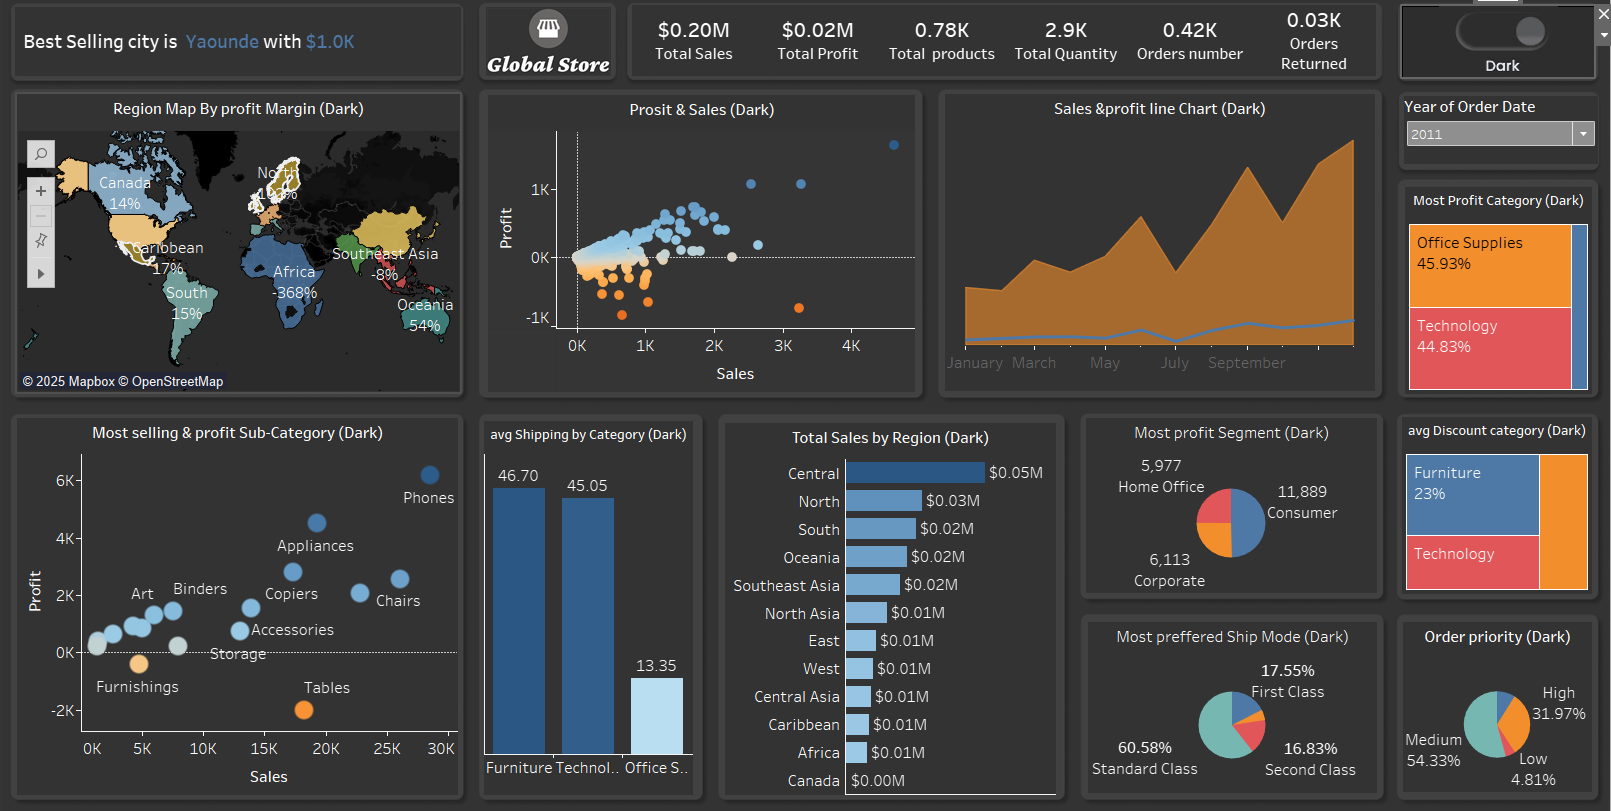 Best Selling city is Yaounde with $1.0K
Global Store
$0.20M
Total Sales
$0.02M
Total Profit
0.78K
Total products
2.9K
Total Quantity
0.42K
Orders number
0.03K
Orders
Returned
Dark
Year of Order Date
2011
Region Map By profit Margin (Dark)
Canada
14%
North
Caribbean
17%
South
15%
Africa
-368%
Southeast Asia
-8%
Oceania
54%
© 2025 Mapbox © OpenStreetMap
Prosit & Sales (Dark)
Profit
1K
0K
-1K
0K
1K
2K
3K
4K
Sales
Sales &profit line Chart (Dark)
January
March
May
July
September
Most Profit Category (Dark)
Office Supplies
45.93%
Technology
44.83%
Most selling & profit Sub-Category (Dark)
Profit
6K
4K
2K
0K
-2K
Phones
Appliances
Copiers
Chairs
Art
Binders
Accessories
Storage
Furnishings
Tables
0K
5K
10K
15K
20K
25K
30K
Sales
avg Shipping by Category (Dark)
46.70
45.05
13.35
Furniture
Technol..
Office S..
Total Sales by Region (Dark)
Central $0.05M
North $0.03M
South $0.02M
Oceania $0.02M
Southeast Asia $0.02M
North Asia $0.01M
East $0.01M
West $0.01M
Central Asia $0.01M
Caribbean $0.01M
Africa $0.01M
Canada $0.00M
Most profit Segment (Dark)
5,977
Home Office
11,889
Consumer
6,113
Corporate
avg Discount category (Dark)
Furniture
23%
Technology
Most preffered Ship Mode (Dark)
17.55%
First Class
60.58%
Standard Class
16.83%
Second Class
Order priority (Dark)
High
31.97%
Medium
54.33%
Low
4.81%